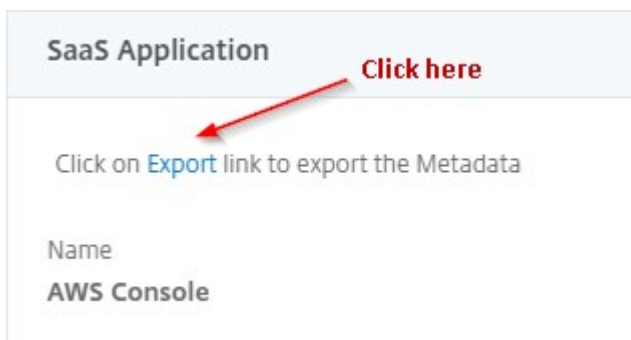 SaaS Application
Click here
Click on Export link to export the Metadata
Name
AWS Console